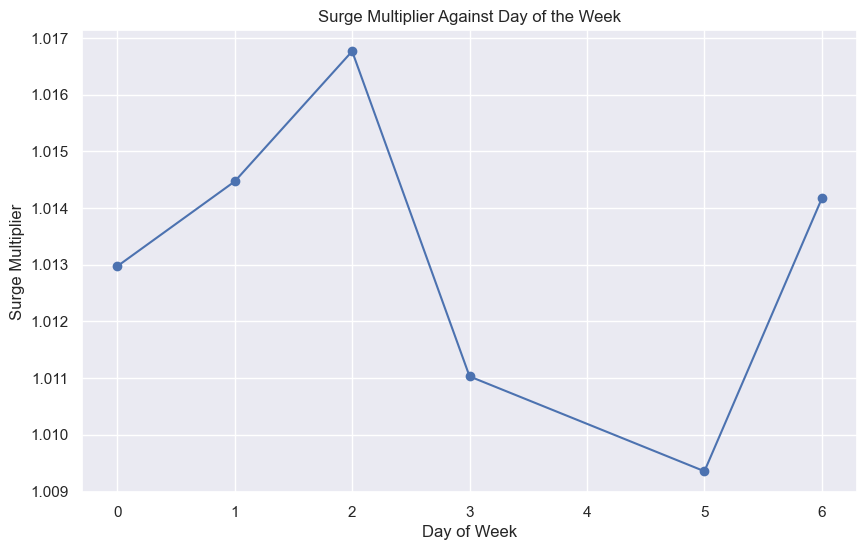 Surge Multiplier Against Day of the Week
1.017
1.016
1.015
1.014
1.013
1.012
1.011
1.010
1.009
Surge Multiplier
0 1 2 3 4 5 6
Day of Week